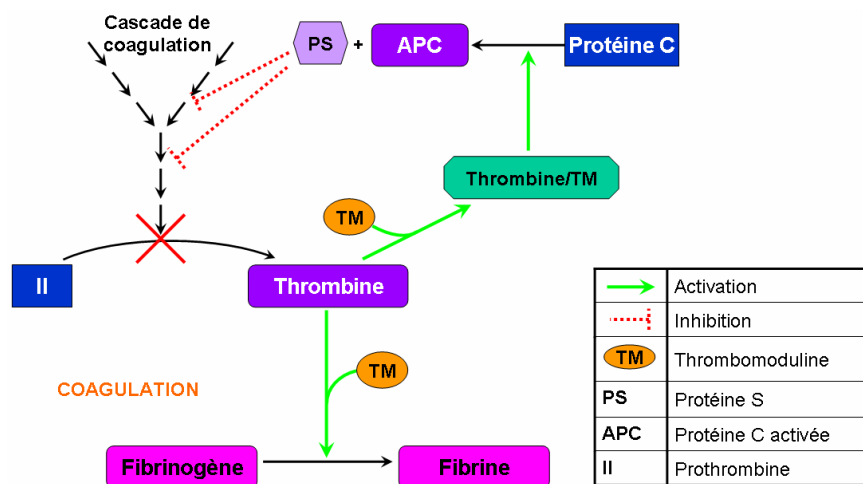 Cascade de
coagulation
PS + APC
Protéine C
Thrombine/TM
TM
II
Thrombine
TM
COAGULATION
Fibrinogène
Fibrine
Activation
Inhibition
TM Thrombomoduline
PS Protéine S
APC Protéine C activée
II Prothrombine